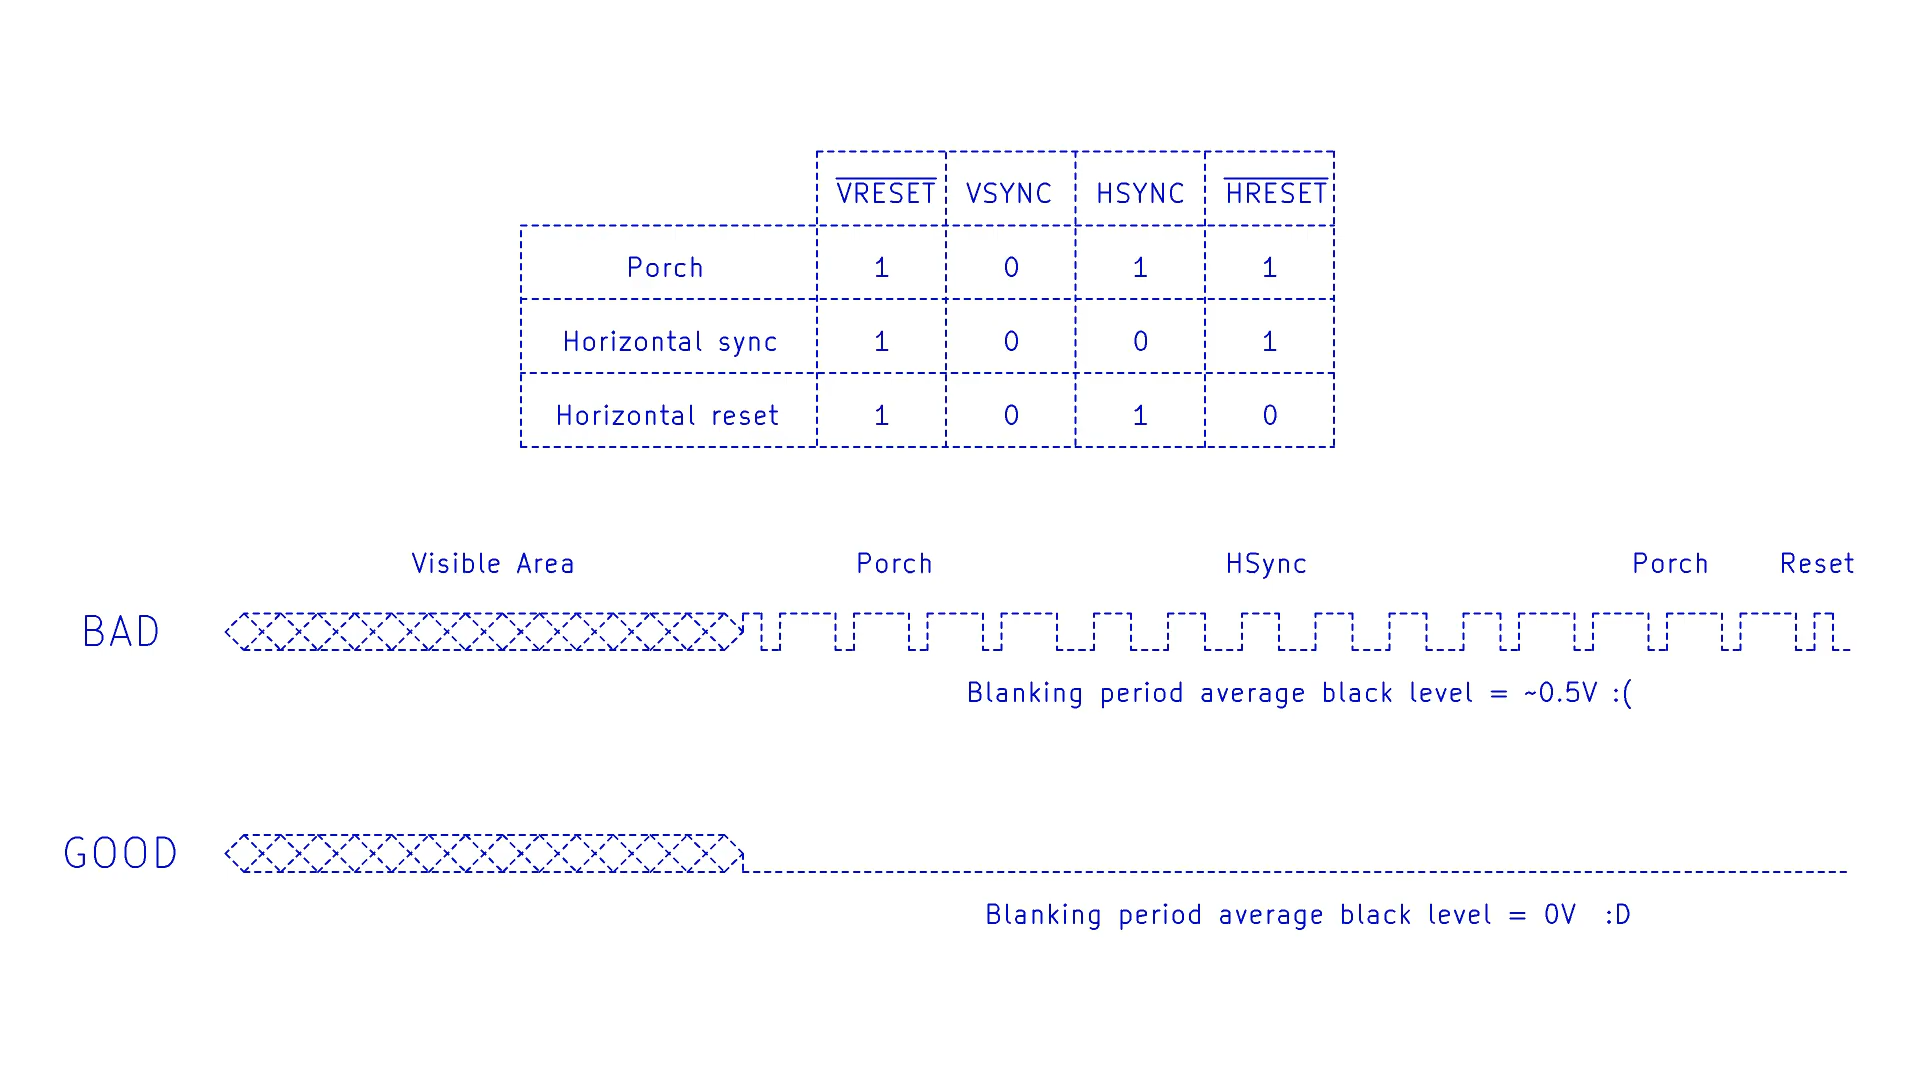 V̅R̅E̅S̅E̅T̅ VSYNC HSYNC H̅R̅E̅S̅E̅T̅
Porch 1 0 1 1
Horizontal sync 1 0 0 1
Horizontal reset 1 0 1 0
Visible Area Porch HSync Porch Reset
BAD
Blanking period average black level = ~0.5V :(
GOOD
Blanking period average black level = 0V :D